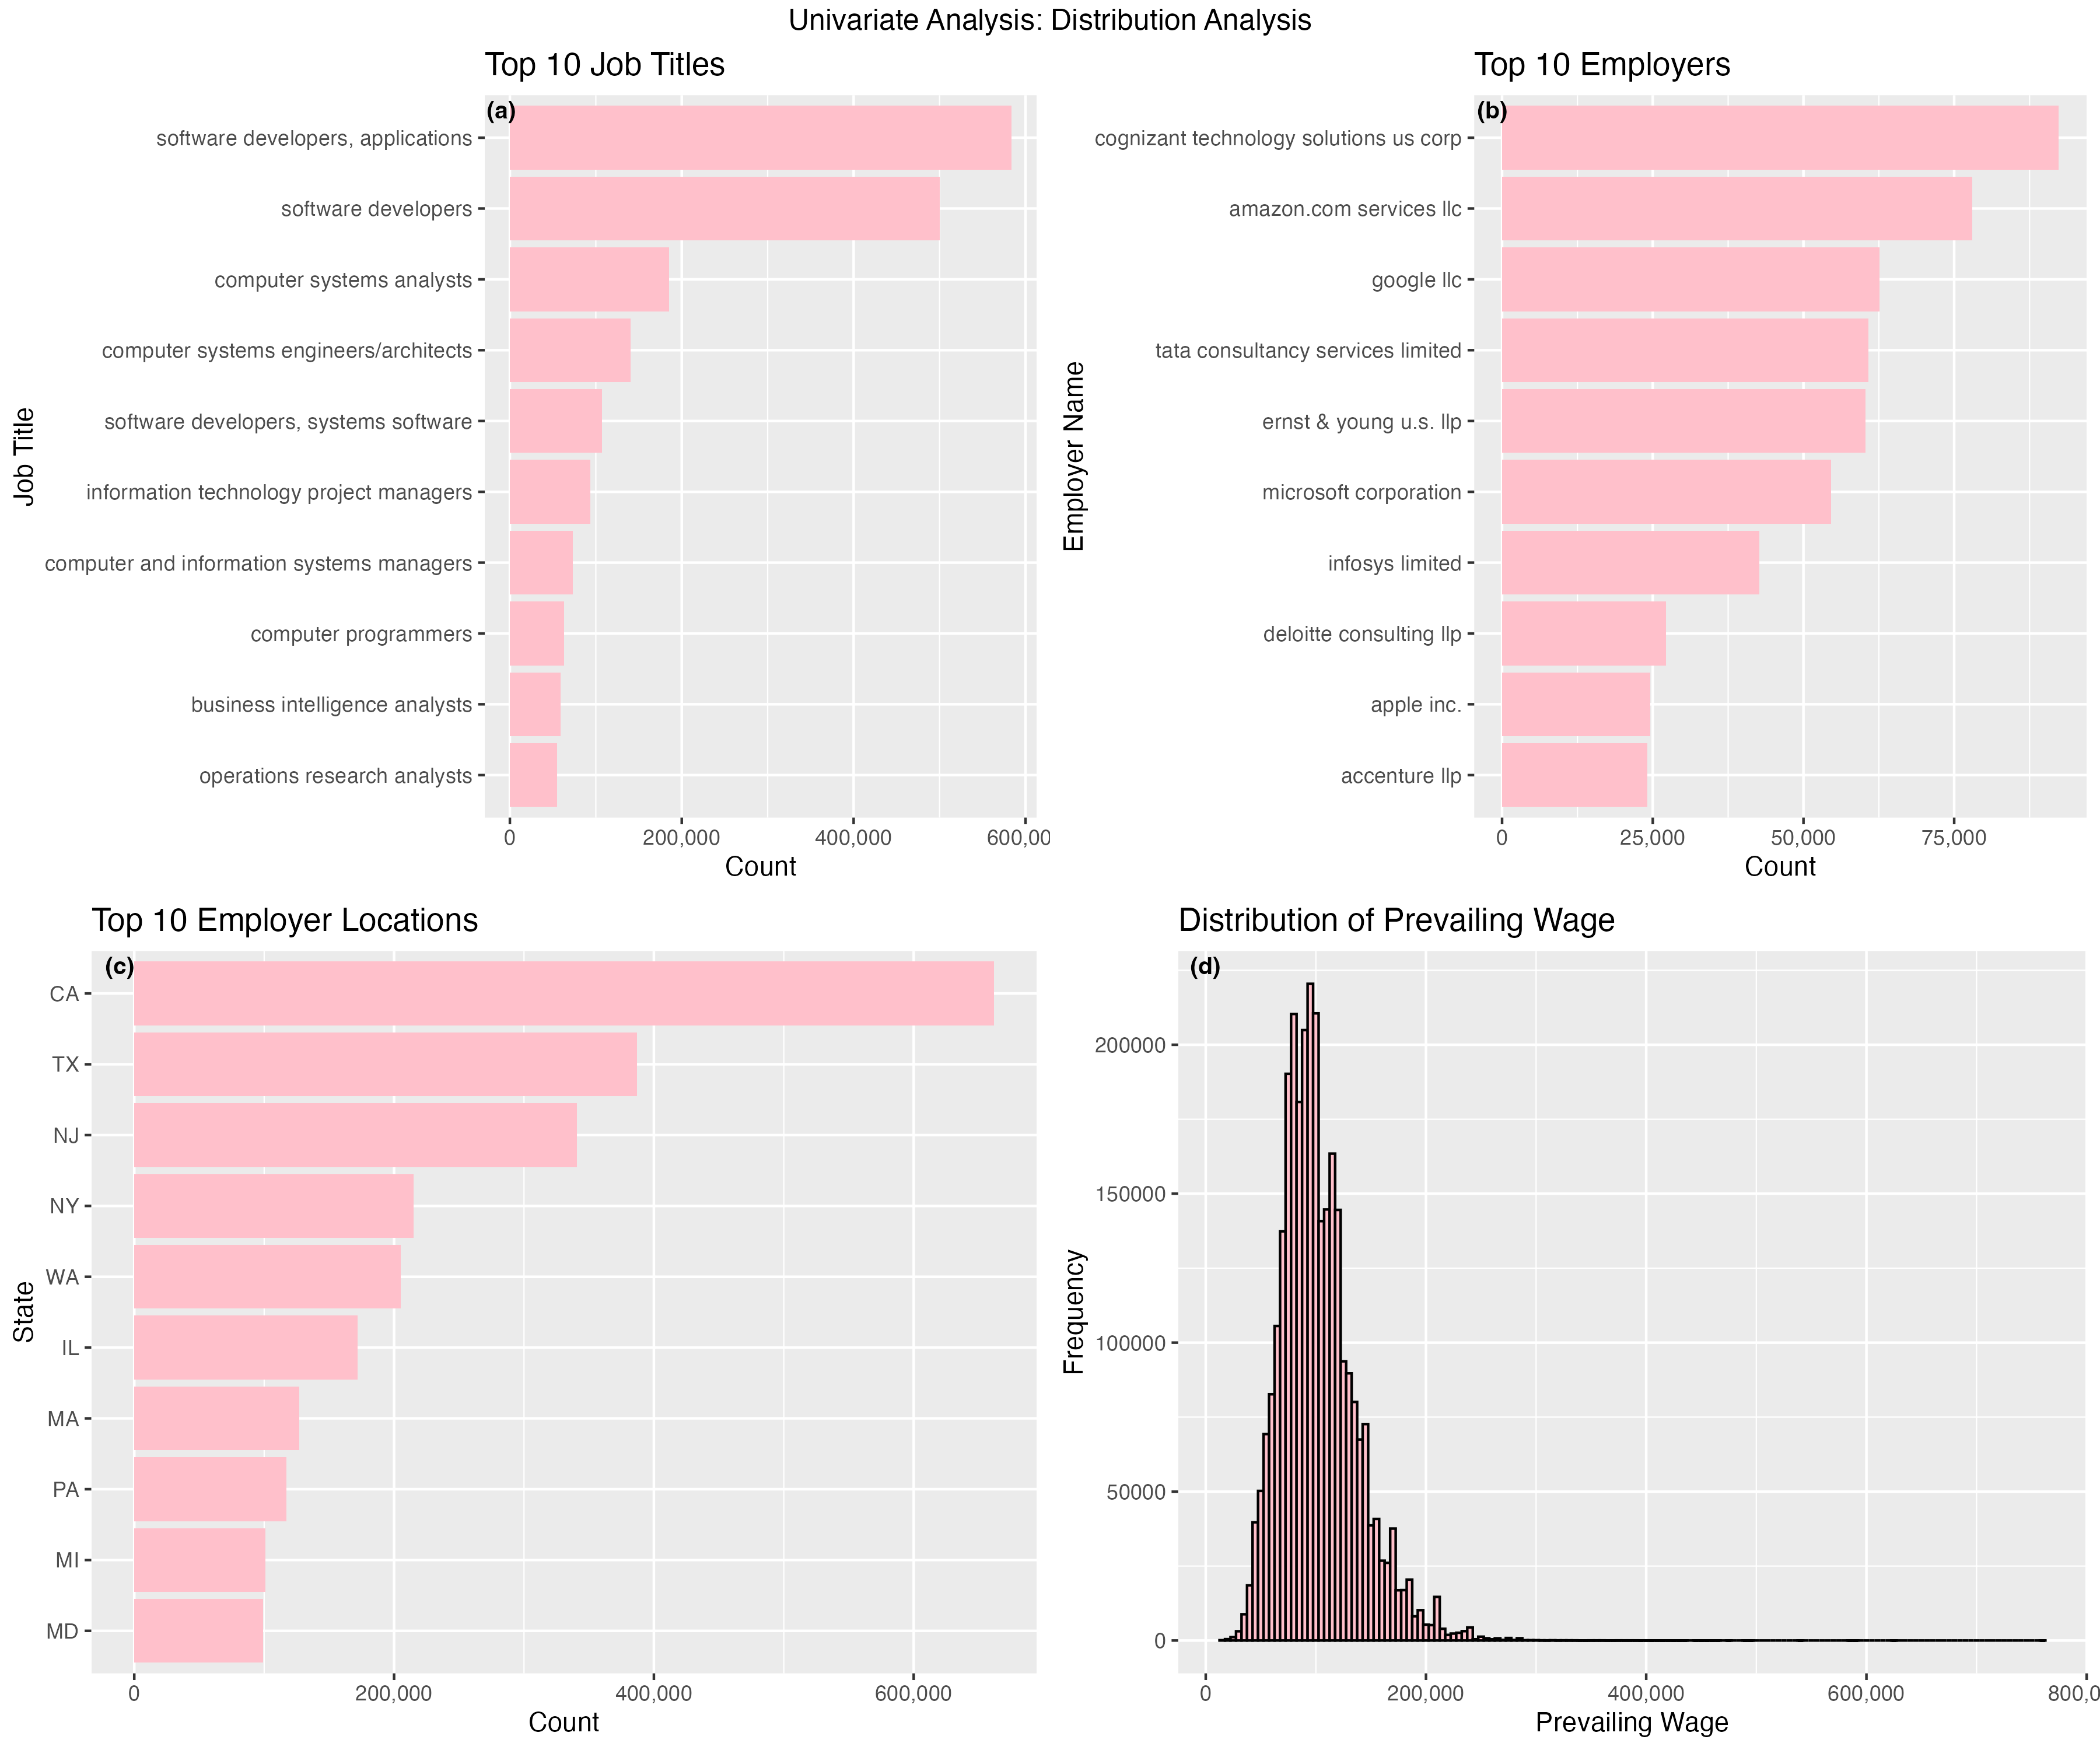 Univariate Analysis: Distribution Analysis
Top 10 Job Titles
(a)
Job Title
software developers, applications
software developers
computer systems analysts
computer systems engineers/architects
software developers, systems software
information technology project managers
computer and information systems managers
computer programmers
business intelligence analysts
operations research analysts
0 200,000 400,000 600,00
Count
Top 10 Employers
(b)
Employer Name
cognizant technology solutions us corp
amazon.com services llc
google llc
tata consultancy services limited
ernst & young u.s. llp
microsoft corporation
infosys limited
deloitte consulting llp
apple inc.
accenture llp
0 25,000 50,000 75,000
Count
Top 10 Employer Locations
(c)
State
CA
TX
NJ
NY
WA
IL
MA
PA
MI
MD
0 200,000 400,000 600,000
Count
Distribution of Prevailing Wage
(d)
Frequency
200000
150000
100000
50000
0
0 200,000 400,000 600,000 800,0
Prevailing Wage